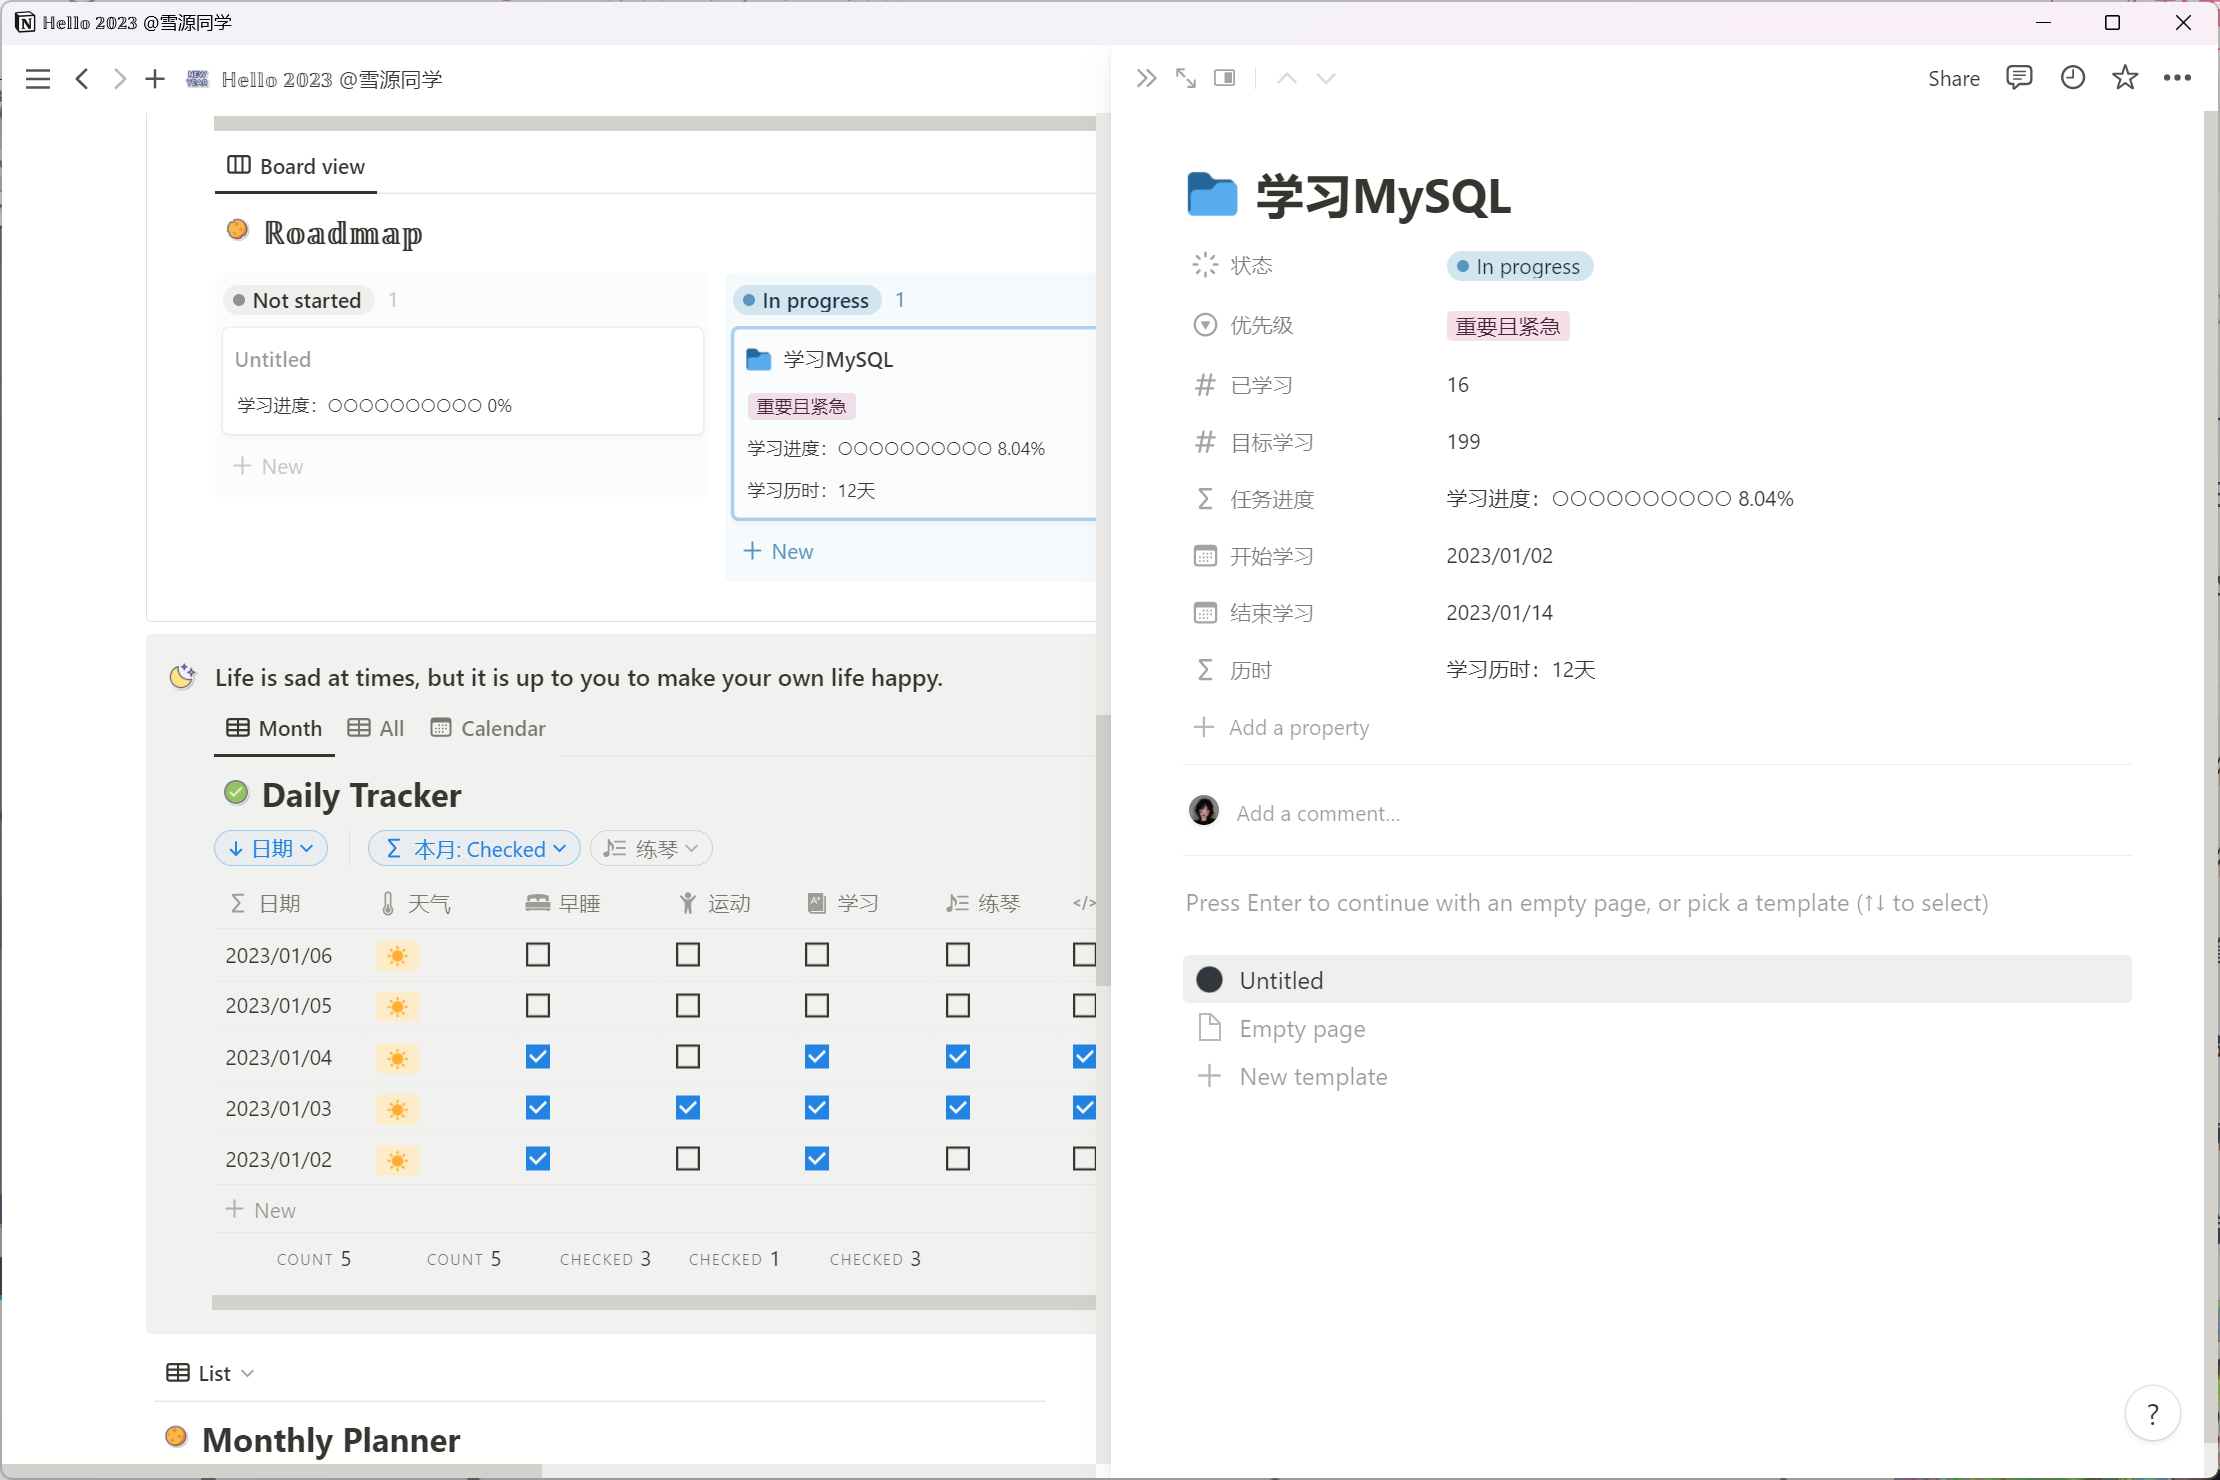 Hello 2023 @雪源同学
Hello 2023 @雪源同学
Board view
Roadmap
Not started 1
Untitled
学习进度：○○○○○○○○○○ 0%
+ New
In progress 1
学习MySQL
重要且紧急
学习进度：○○○○○○○○○○ 8.04%
学习历时：12天
+ New
Life is sad at times, but it is up to you to make your own life happy.
Month All Calendar
Daily Tracker
↓ 日期 Σ 本月: Checked 练琴
Σ 日期 天气 早睡 运动 学习 练琴 </>
2023/01/06
2023/01/05
2023/01/04
2023/01/03
2023/01/02
+ New
COUNT 5 COUNT 5 CHECKED 3 CHECKED 1 CHECKED 3
List
Monthly Planner
Share
学习MySQL
状态 In progress
优先级 重要且紧急
# 已学习 16
# 目标学习 199
Σ 任务进度 学习进度：○○○○○○○○○○ 8.04%
开始学习 2023/01/02
结束学习 2023/01/14
Σ 历时 学习历时：12天
+ Add a property
Add a comment...
Press Enter to continue with an empty page, or pick a template (↑↓ to select)
Untitled
Empty page
+ New template
?